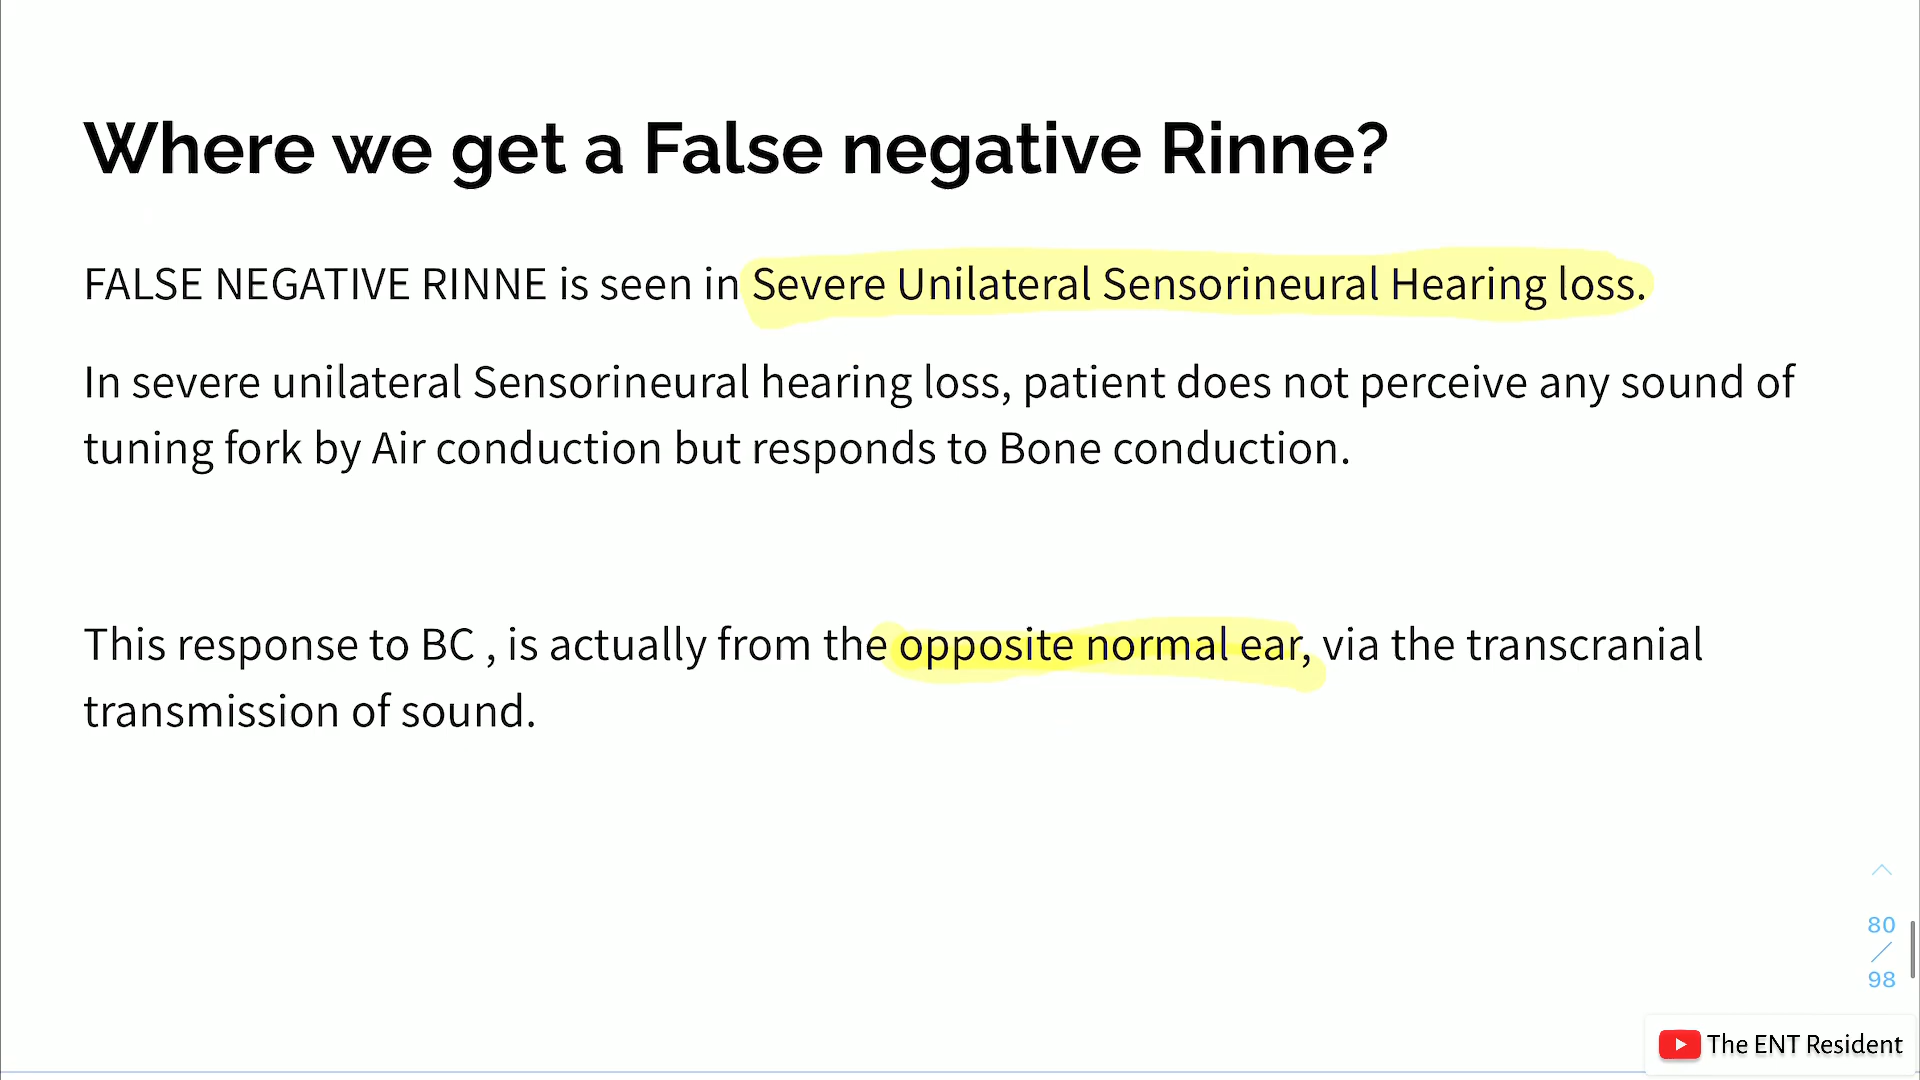 Where we get a False negative Rinne?
FALSE NEGATIVE RINNE is seen in Severe Unilateral Sensorineural Hearing loss.
In severe unilateral Sensorineural hearing loss, patient does not perceive any sound of
tuning fork by Air conduction but responds to Bone conduction.
This response to BC , is actually from the opposite normal ear, via the transcranial
transmission of sound.
80
/
98
The ENT Resident